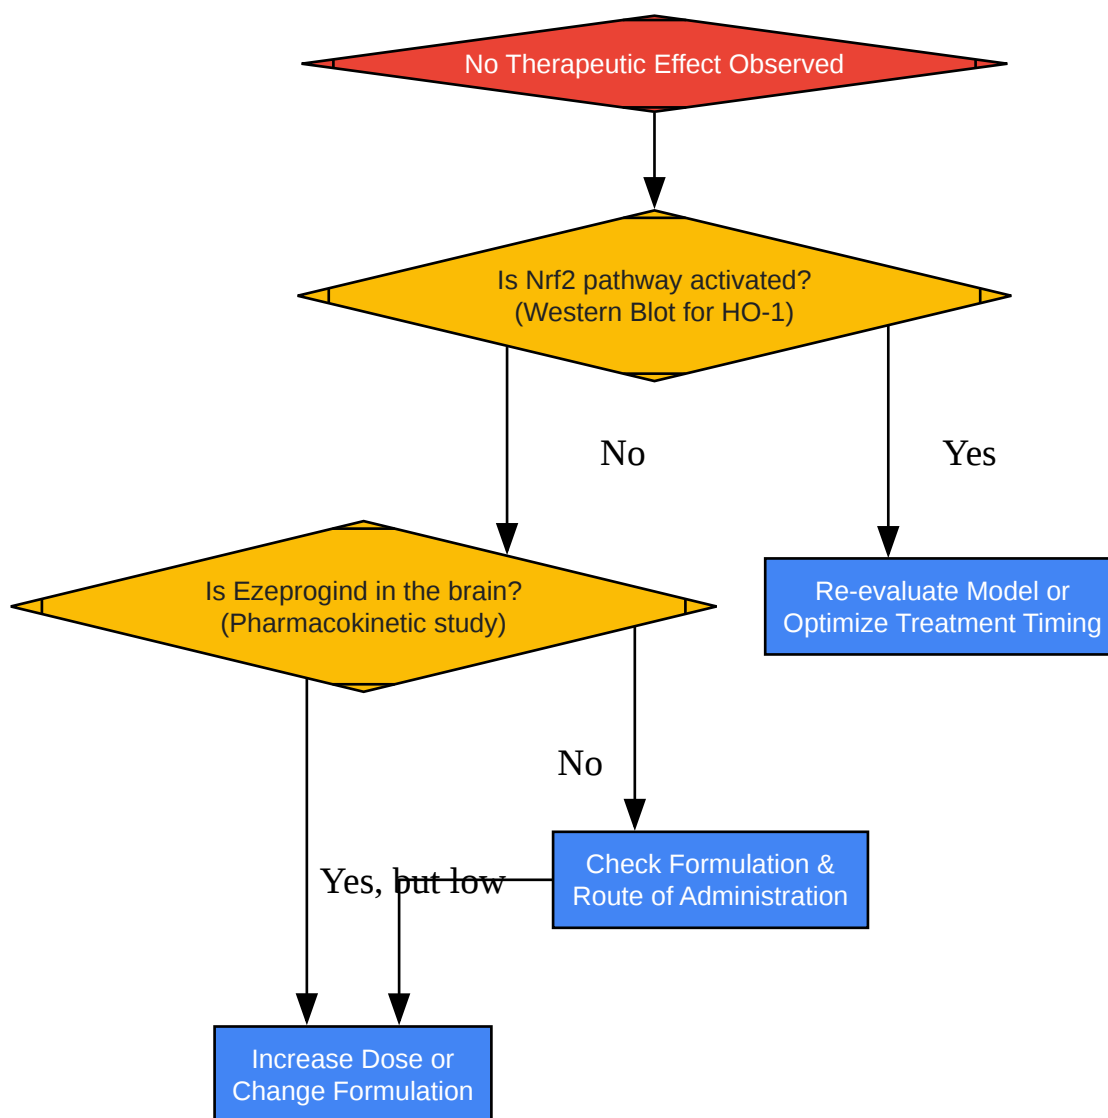 No Therapeutic Effect Observed
Is Nrf2 pathway activated?
(Western Blot for HO-1)
No
Yes
Is Ezeprogind in the brain?
(Pharmacokinetic study)
Re-evaluate Model or
Optimize Treatment Timing
No
Check Formulation &
Route of Administration
Yes, but low
Increase Dose or
Change Formulation